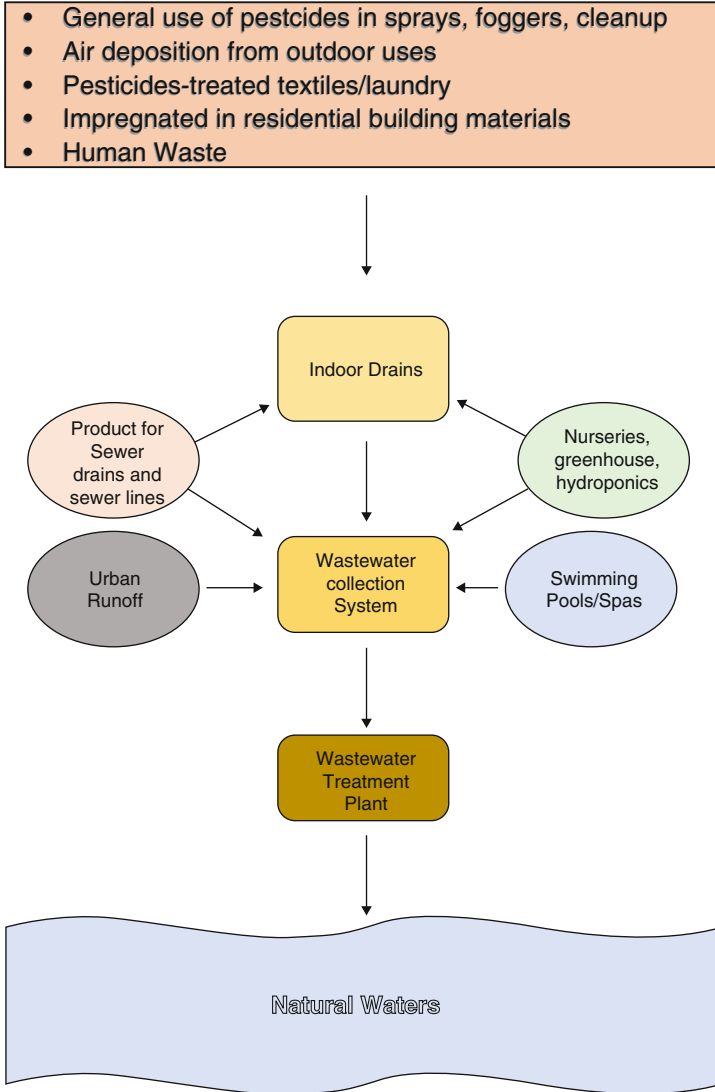 • General use of pestcides in sprays, foggers, cleanup
• Air deposition from outdoor uses
• Pesticides-treated textiles/laundry
• Impregnated in residential building materials
• Human Waste
Indoor Drains
Product for
Sewer
drains and
sewer lines
Nurseries,
greenhouse,
hydroponics
Urban
Runoff
Wastewater
collection
System
Swimming
Pools/Spas
Wastewater
Treatment
Plant
Natural Waters